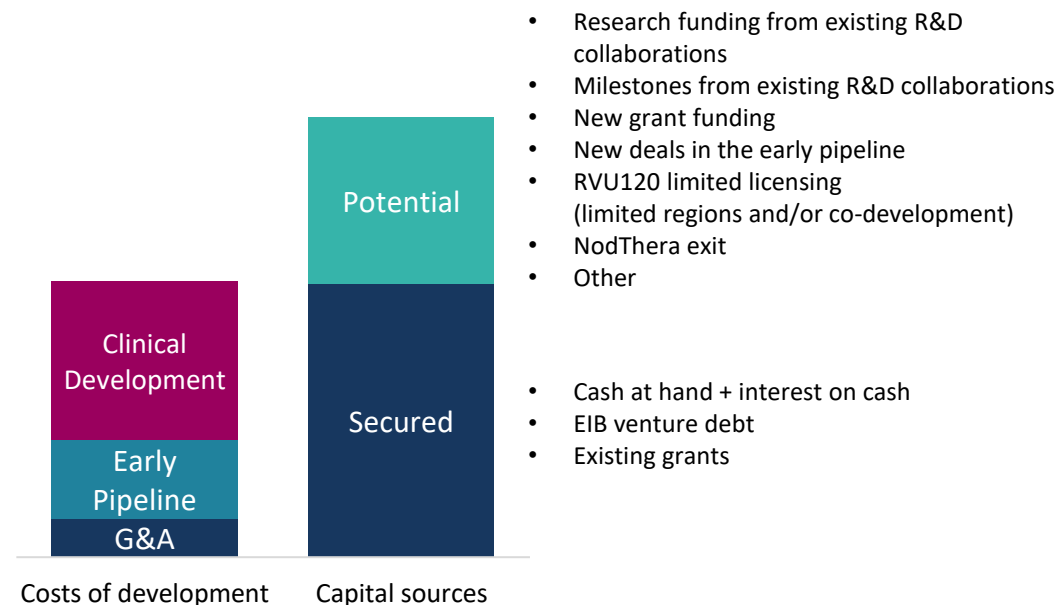 • Research funding from existing R&D
collaborations
• Milestones from existing R&D collaborations
• New grant funding
• New deals in the early pipeline
• RVU120 limited licensing
(limited regions and/or co-development)
• NodThera exit
• Other
Potential
Clinical
Development
Early
Pipeline
G&A
Secured
• Cash at hand + interest on cash
• EIB venture debt
• Existing grants
Costs of development
Capital sources